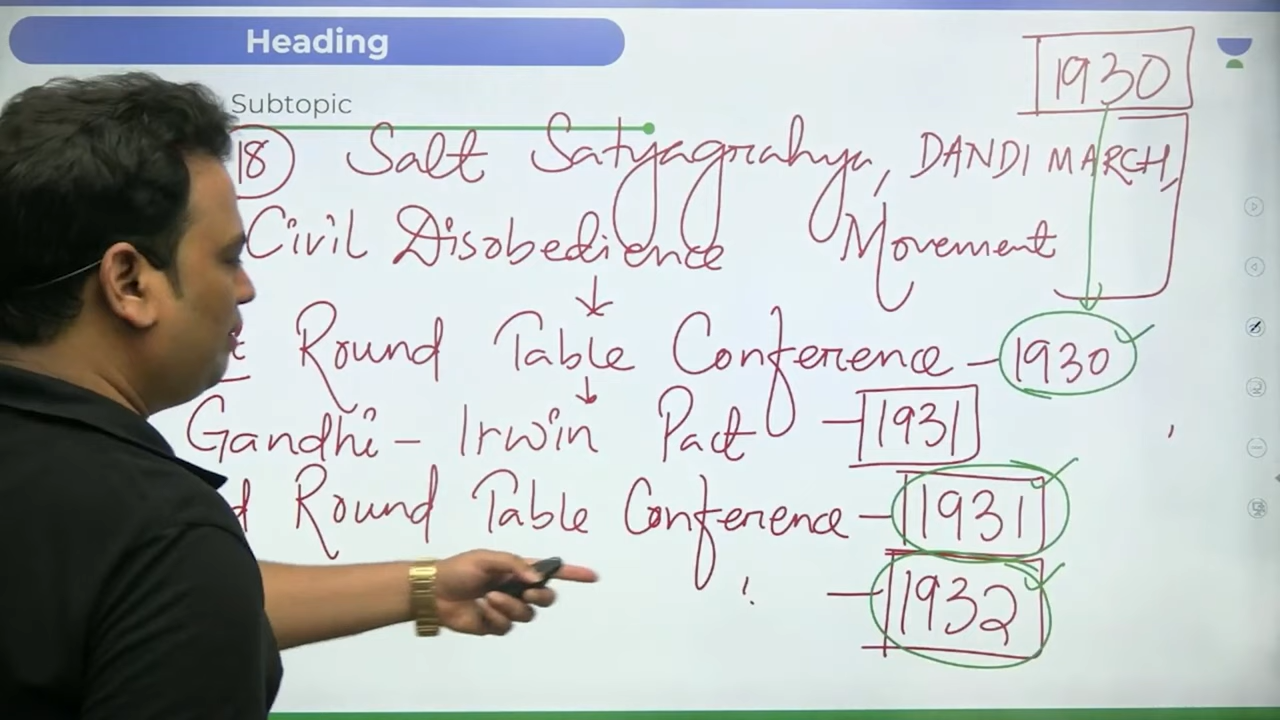 Heading
1930
Subtopic
18 Salt Satyagrahya, DANDI MARCH,
Civil Disobedience Movement
Round Table Conference - 1930
Gandhi - Irwin Pact - 1931
Round Table Conference - 1931
- 1932